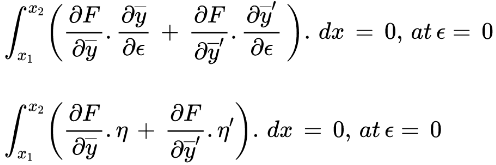 ∫_{x₁}^{x₂} ( ∂F/∂y̅ . ∂y̅/∂ϵ + ∂F/∂y̅′ . ∂y̅′/∂ϵ ). dx = 0, at ϵ = 0
∫_{x₁}^{x₂} ( ∂F/∂y̅ . η + ∂F/∂y̅′ . η′ ). dx = 0, at ϵ = 0